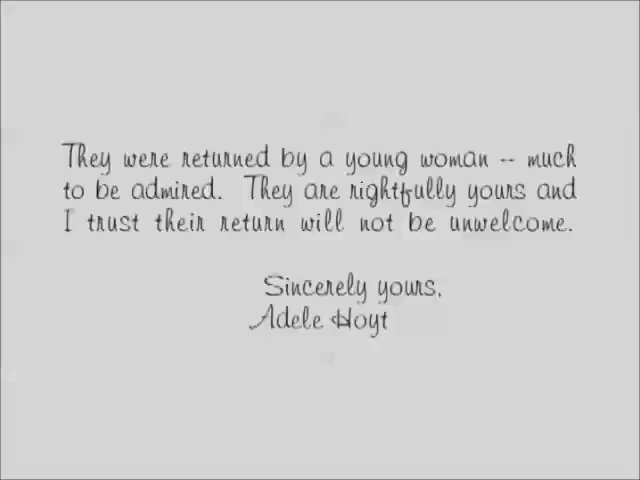 They were returned by a young woman -- much
to be admired. They are rightfully yours and
I trust their return will not be unwelcome.
Sincerely yours,
Adele Hoyt